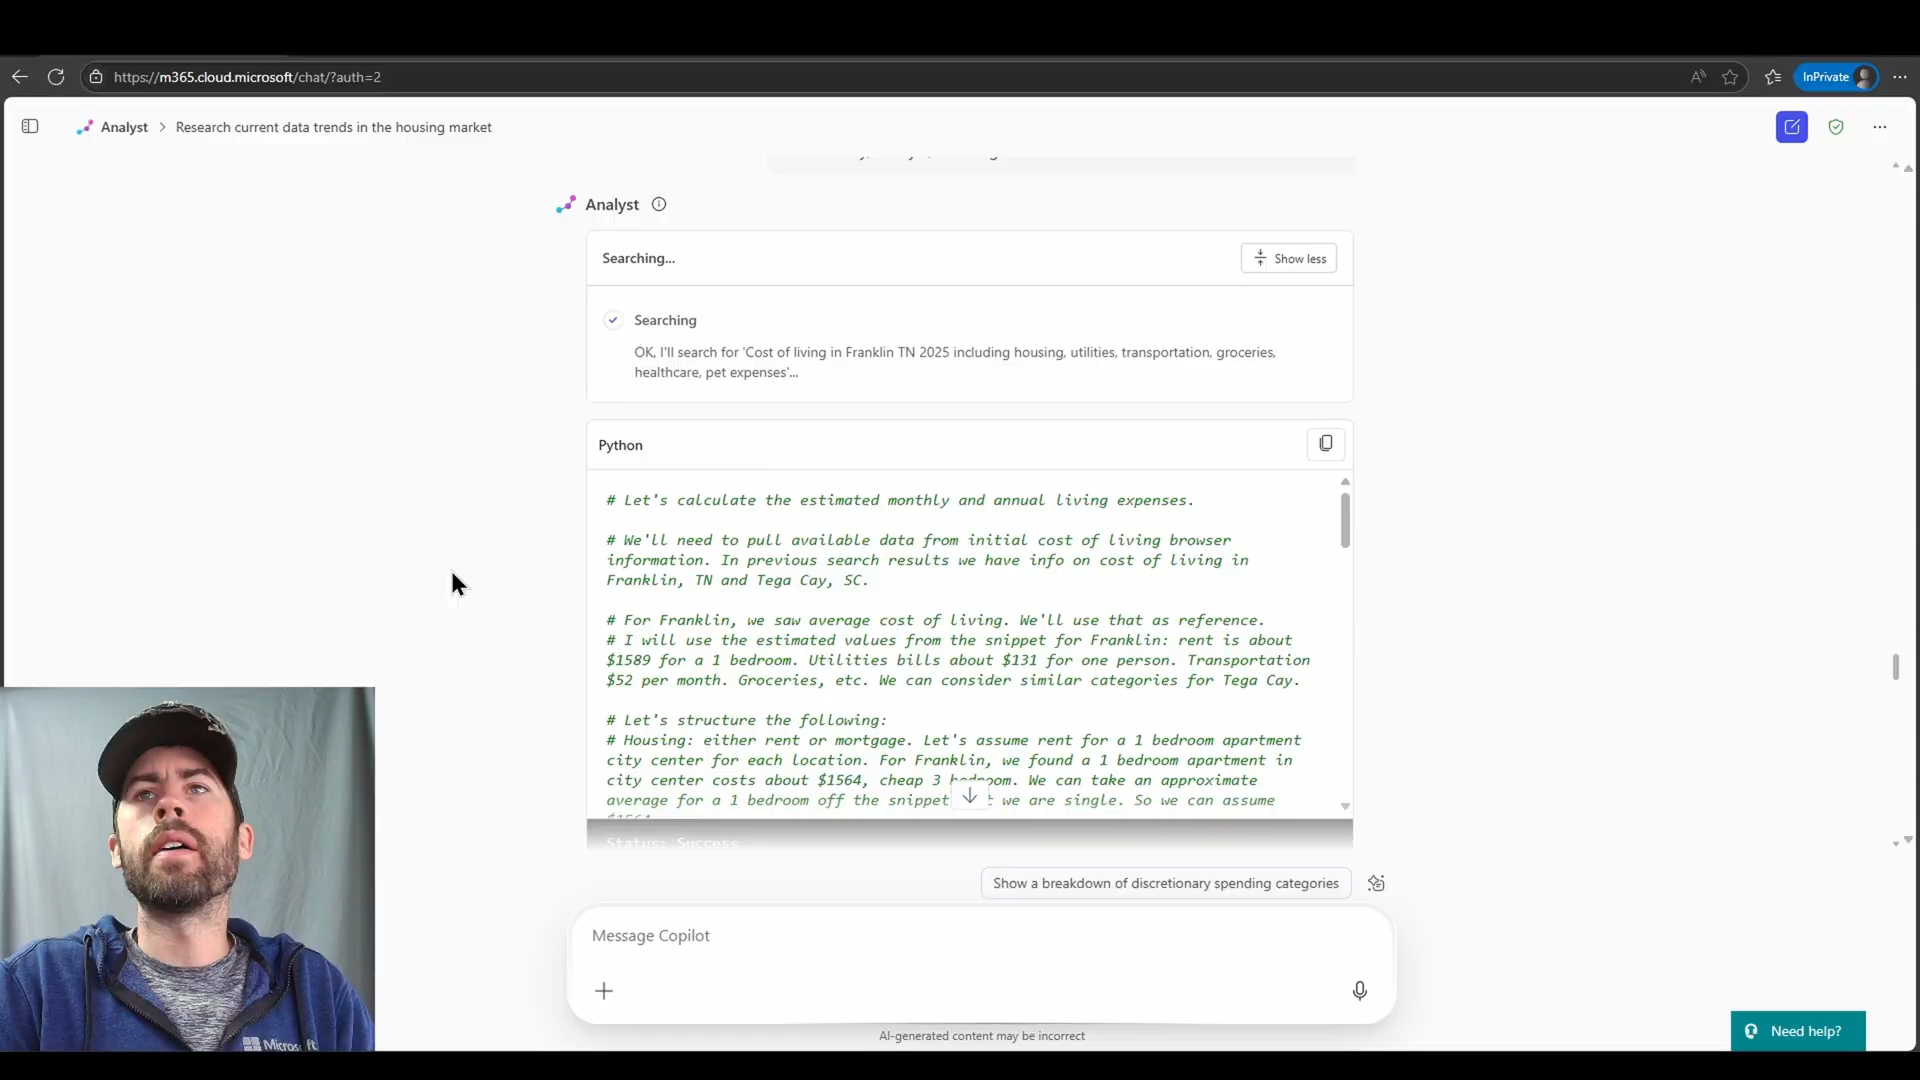 https://m365.cloud.microsoft/chat/?auth=2
InPrivate
Analyst > Research current data trends in the housing market
Analyst
Searching...
Show less
Searching
OK, I'll search for 'Cost of living in Franklin TN 2025 including housing, utilities, transportation, groceries,
healthcare, pet expenses'...
Python
# Let's calculate the estimated monthly and annual living expenses.
# We'll need to pull available data from initial cost of living browser
information. In previous search results we have info on cost of living in
Franklin, TN and Tega Cay, SC.
# For Franklin, we saw average cost of living. We'll use that as reference.
# I will use the estimated values from the snippet for Franklin: rent is about
$1589 for a 1 bedroom. Utilities bills about $131 for one person. Transportation
$52 per month. Groceries, etc. We can consider similar categories for Tega Cay.
# Let's structure the following:
# Housing: either rent or mortgage. Let's assume rent for a 1 bedroom apartment
city center for each location. For Franklin, we found a 1 bedroom apartment in
city center costs about $1564, cheap 3 bedroom. We can take an approximate
average for a 1 bedroom off the snippet we are single. So we can assume
$1564
Status: Success
Show a breakdown of discretionary spending categories
Message Copilot
AI-generated content may be incorrect
Need help?
Microsoft